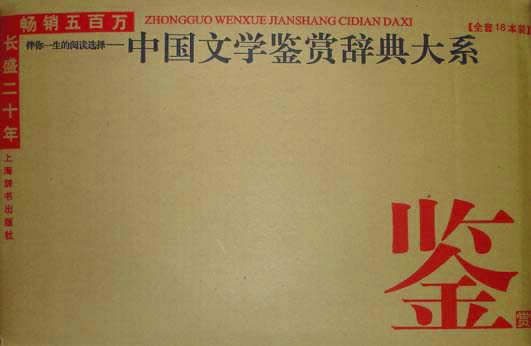 畅销五百万
长盛二十年
上海辞书出版社
ZHONGGUO WENXUE JIANSHANG CIDIAN DAXI
伴你一生的阅读选择——中国文学鉴赏辞典大系
【全套18本装】
鉴
赏